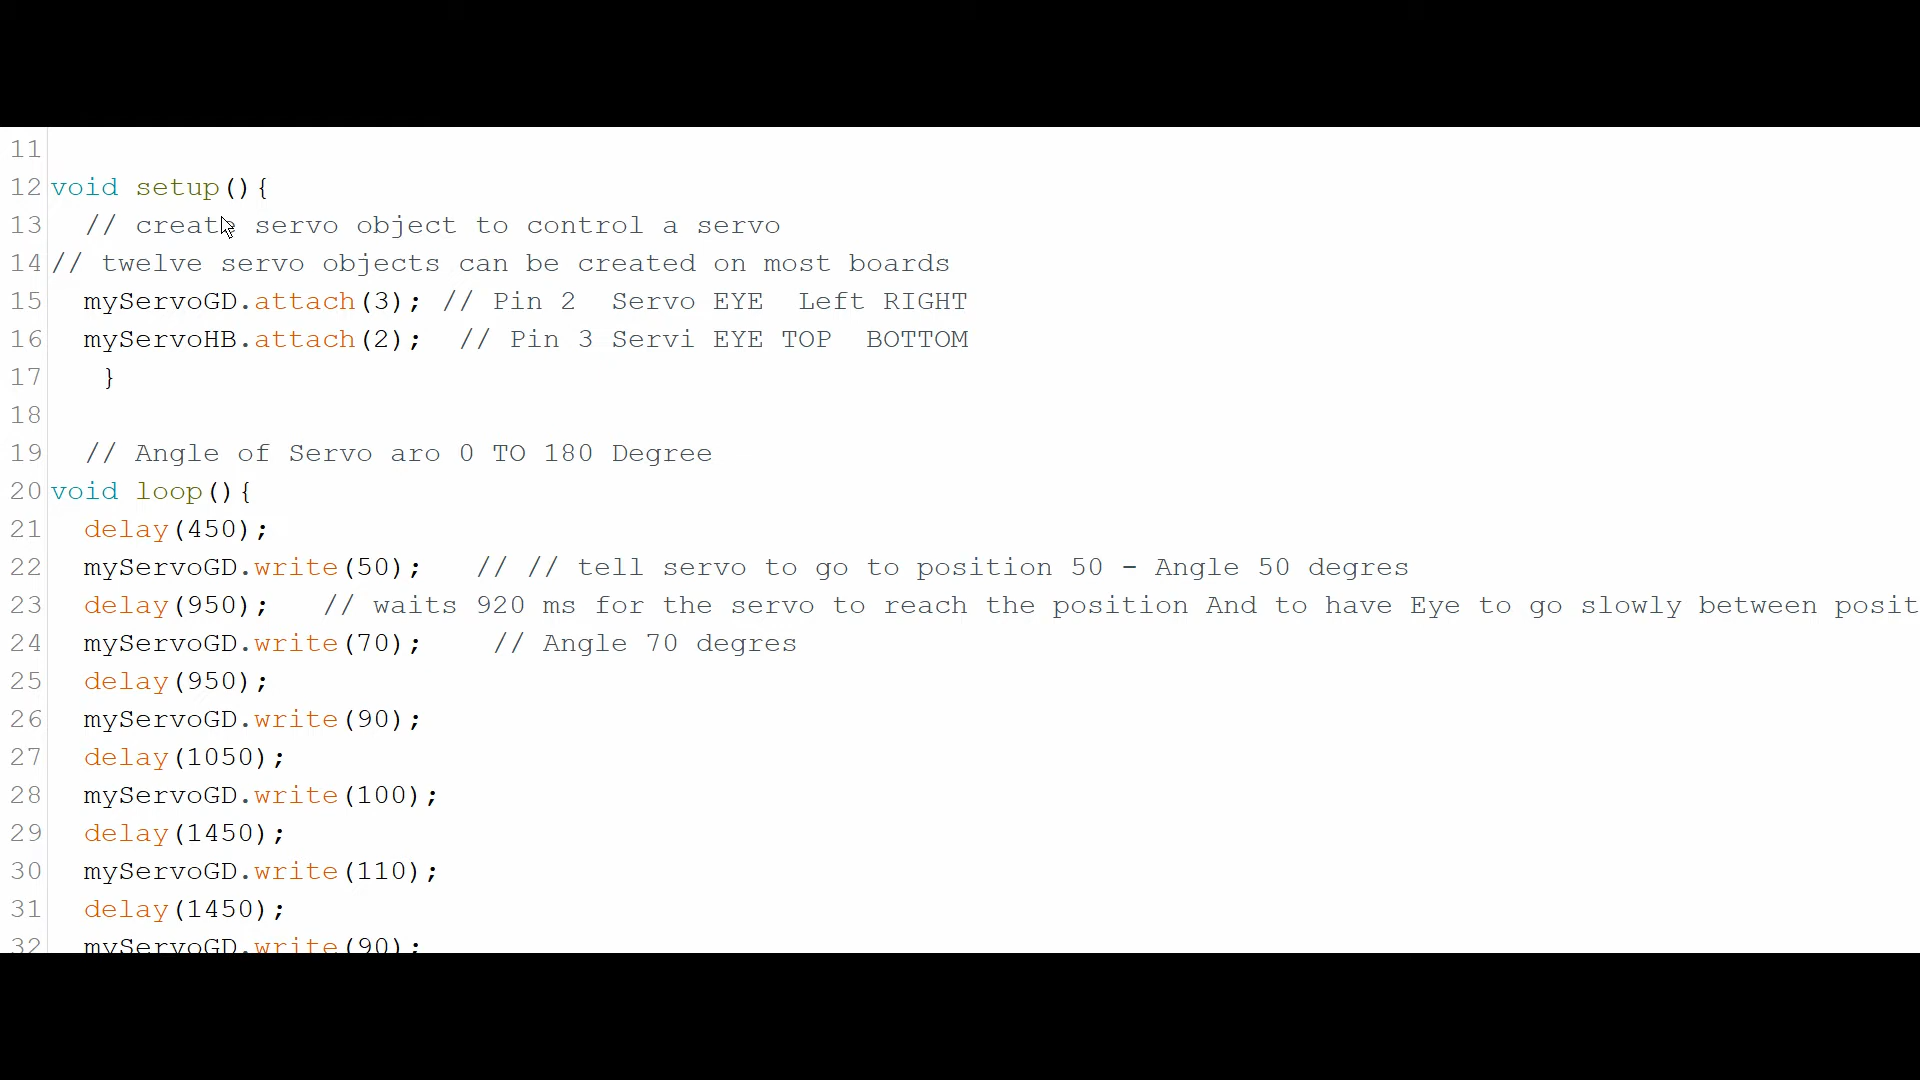 11
12 void setup(){
13 // create servo object to control a servo
14 // twelve servo objects can be created on most boards
15 myServoGD.attach(3); // Pin 2 Servo EYE Left RIGHT
16 myServoHB.attach(2); // Pin 3 Servi EYE TOP BOTTOM
17 }
18
19 // Angle of Servo aro 0 TO 180 Degree
20 void loop(){
21 delay(450);
22 myServoGD.write(50); // // tell servo to go to position 50 - Angle 50 degres
23 delay(950); // waits 920 ms for the servo to reach the position And to have Eye to go slowly between posit
24 myServoGD.write(70); // Angle 70 degres
25 delay(950);
26 myServoGD.write(90);
27 delay(1050);
28 myServoGD.write(100);
29 delay(1450);
30 myServoGD.write(110);
31 delay(1450);
32 myServoGD.write(90);